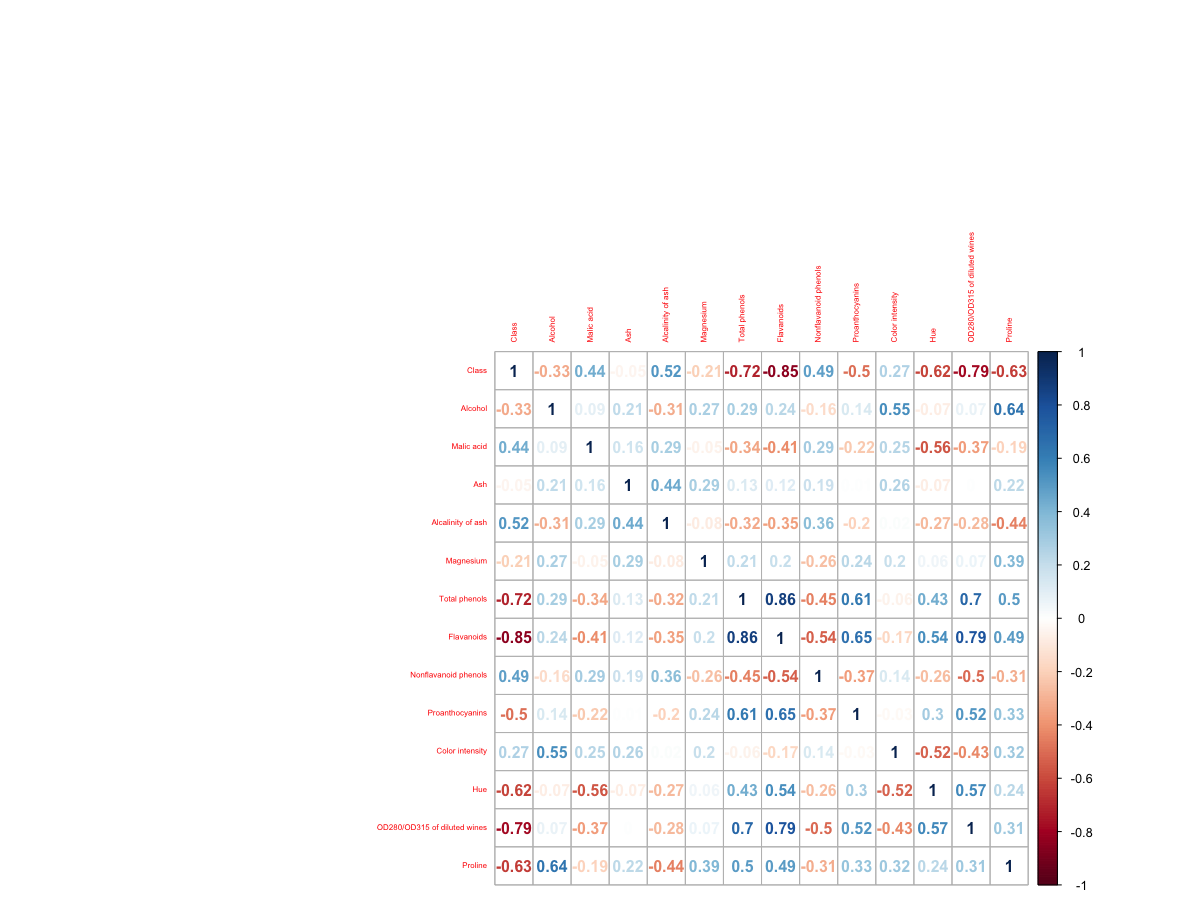 Class
Alcohol
Malic acid
Ash
Alcalinity of ash
Magnesium
Total phenols
Flavanoids
Nonflavanoid phenols
Proanthocyanins
Color intensity
Hue
OD280/OD315 of diluted wines
Proline
Class 1 -0.33 0.44 -0.05 0.52 -0.21 -0.72 -0.85 0.49 -0.5 0.27 -0.62 -0.79 -0.63
Alcohol -0.33 1 0.09 0.21 -0.31 0.27 0.29 0.24 -0.16 0.14 0.55 -0.07 0.07 0.64
Malic acid 0.44 0.09 1 0.16 0.29 -0.05 -0.34 -0.41 0.29 -0.22 0.25 -0.56 -0.37 -0.19
Ash -0.05 0.21 0.16 1 0.44 0.29 0.13 0.12 0.19 0.26 -0.07 0.22
Alcalinity of ash 0.52 -0.31 0.29 0.44 1 -0.08 -0.32 -0.35 0.36 -0.2 -0.27 -0.28 -0.44
Magnesium -0.21 0.27 -0.05 0.29 -0.08 1 0.21 0.2 -0.26 0.24 0.2 0.06 0.07 0.39
Total phenols -0.72 0.29 -0.34 0.13 -0.32 0.21 1 0.86 -0.45 0.61 -0.06 0.43 0.7 0.5
Flavanoids -0.85 0.24 -0.41 0.12 -0.35 0.2 0.86 1 -0.54 0.65 -0.17 0.54 0.79 0.49
Nonflavanoid phenols 0.49 -0.16 0.29 0.19 0.36 -0.26 -0.45 -0.54 1 -0.37 0.14 -0.26 -0.5 -0.31
Proanthocyanins -0.5 0.14 -0.22 -0.2 0.24 0.61 0.65 -0.37 1 -0.03 0.3 0.52 0.33
Color intensity 0.27 0.55 0.25 0.26 0.2 -0.06 -0.17 0.14 -0.03 1 -0.52 -0.43 0.32
Hue -0.62 -0.07 -0.56 -0.07 -0.27 0.06 0.43 0.54 -0.26 0.3 -0.52 1 0.57 0.24
OD280/OD315 of diluted wines -0.79 0.07 -0.37 -0.28 0.07 0.7 0.79 -0.5 0.52 -0.43 0.57 1 0.31
Proline -0.63 0.64 -0.19 0.22 -0.44 0.39 0.5 0.49 -0.31 0.33 0.32 0.24 0.31 1
1
0.8
0.6
0.4
0.2
0
-0.2
-0.4
-0.6
-0.8
-1